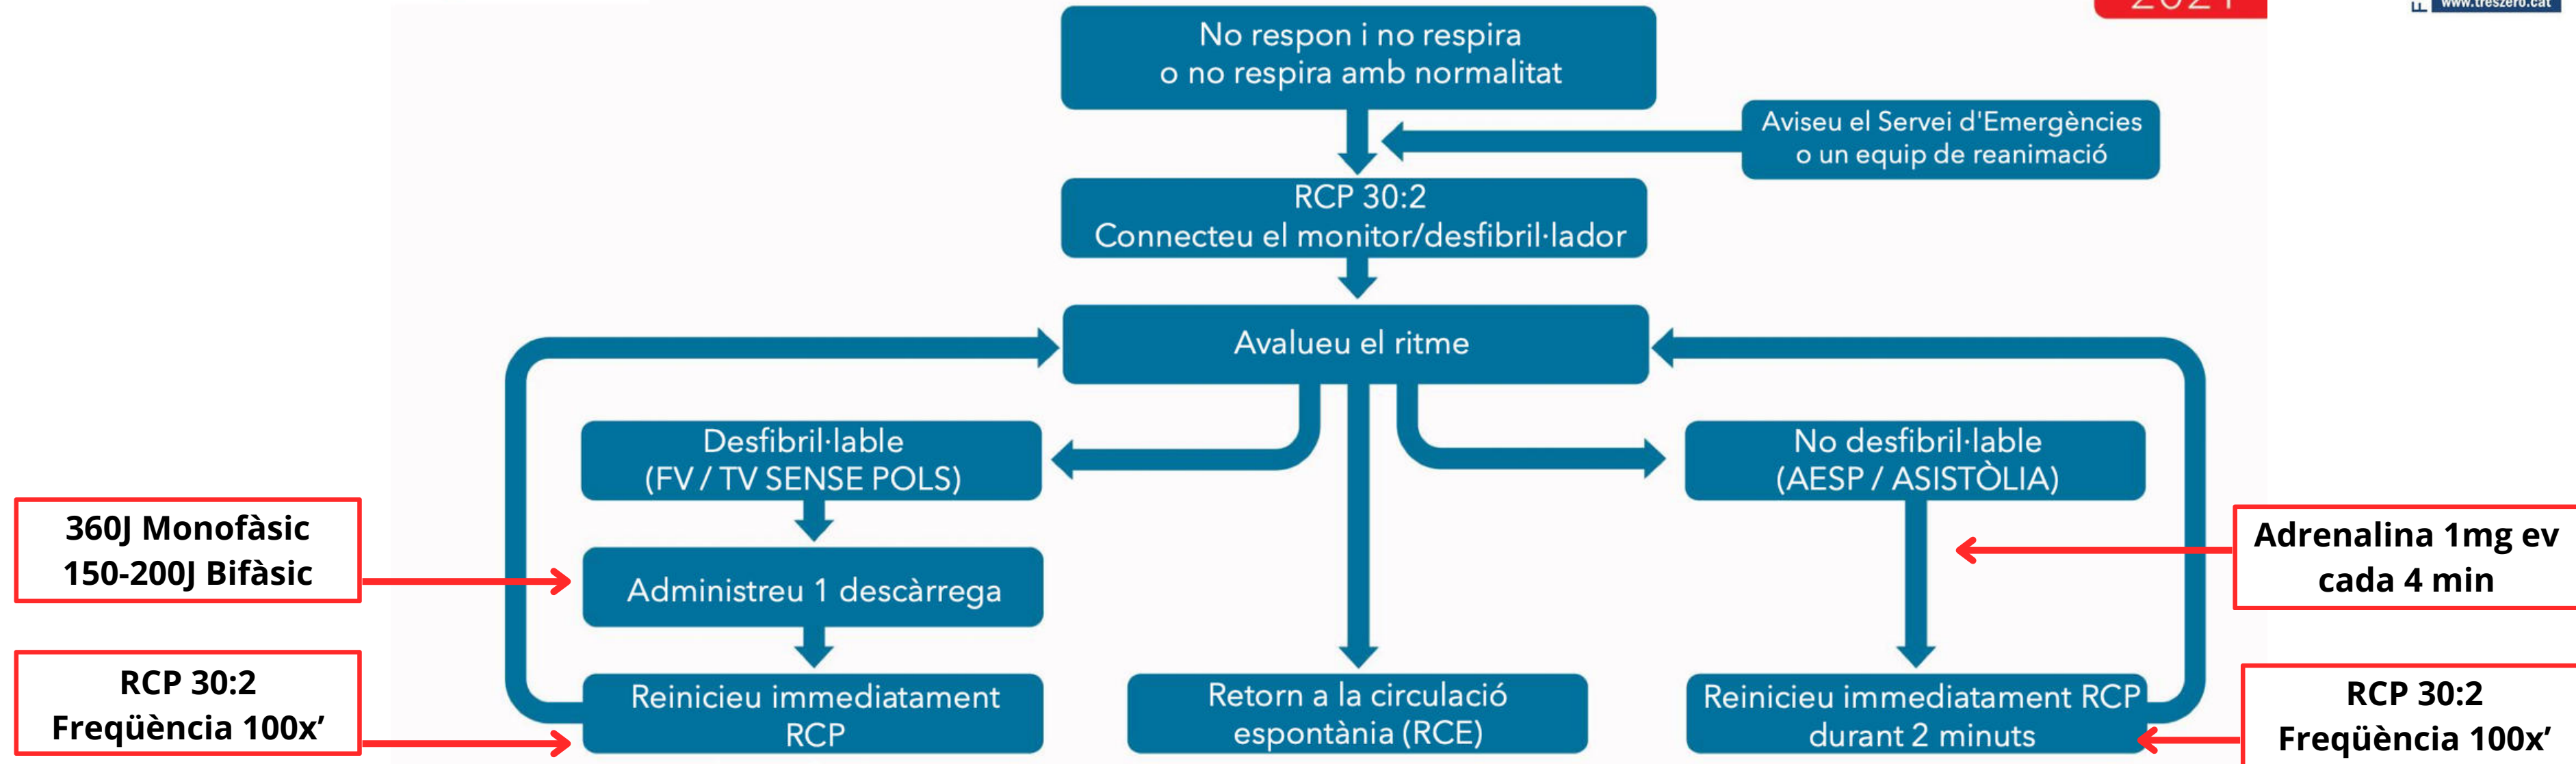 2021
www.treszero.cat
No respon i no respira
o no respira amb normalitat
Aviseu el Servei d'Emergències
o un equip de reanimació
RCP 30:2
Connecteu el monitor/desfibril·lador
Avalueu el ritme
Desfibril·lable
(FV / TV SENSE POLS)
No desfibril·lable
(AESP / ASISTÒLIA)
360J Monofàsic
150-200J Bifàsic
Adrenalina 1mg ev
cada 4 min
Administreu 1 descàrrega
RCP 30:2
Freqüència 100x’
Reinicieu immediatament
RCP
Retorn a la circulació
espontània (RCE)
Reinicieu immediatament RCP
durant 2 minuts
RCP 30:2
Freqüència 100x’